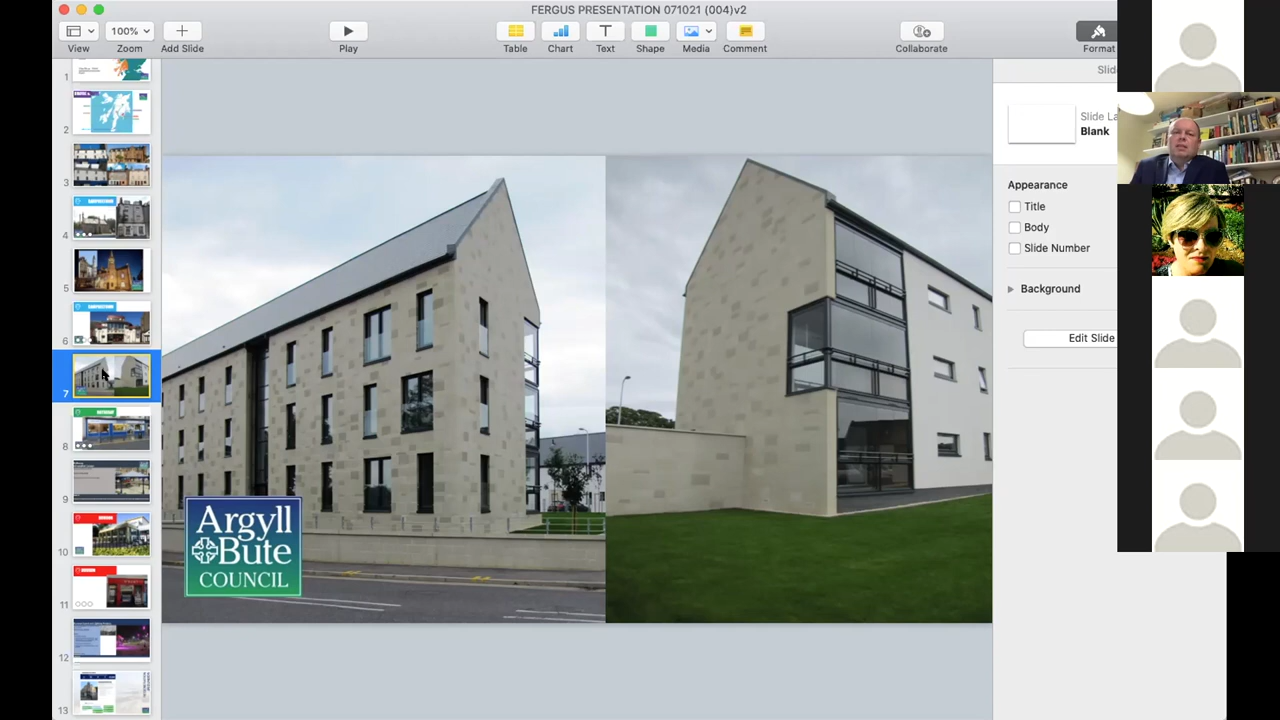 FERGUS PRESENTATION 071021 (004)v2
100%
View
Zoom
Add Slide
Play
Table
Chart
Text
Shape
Media
Comment
Collaborate
Format
1
2
3
4
5
6
7
8
9
10
11
12
13
Argyll
Bute
COUNCIL
Slid
Slide La
Blank
Appearance
Title
Body
Slide Number
Background
Edit Slide